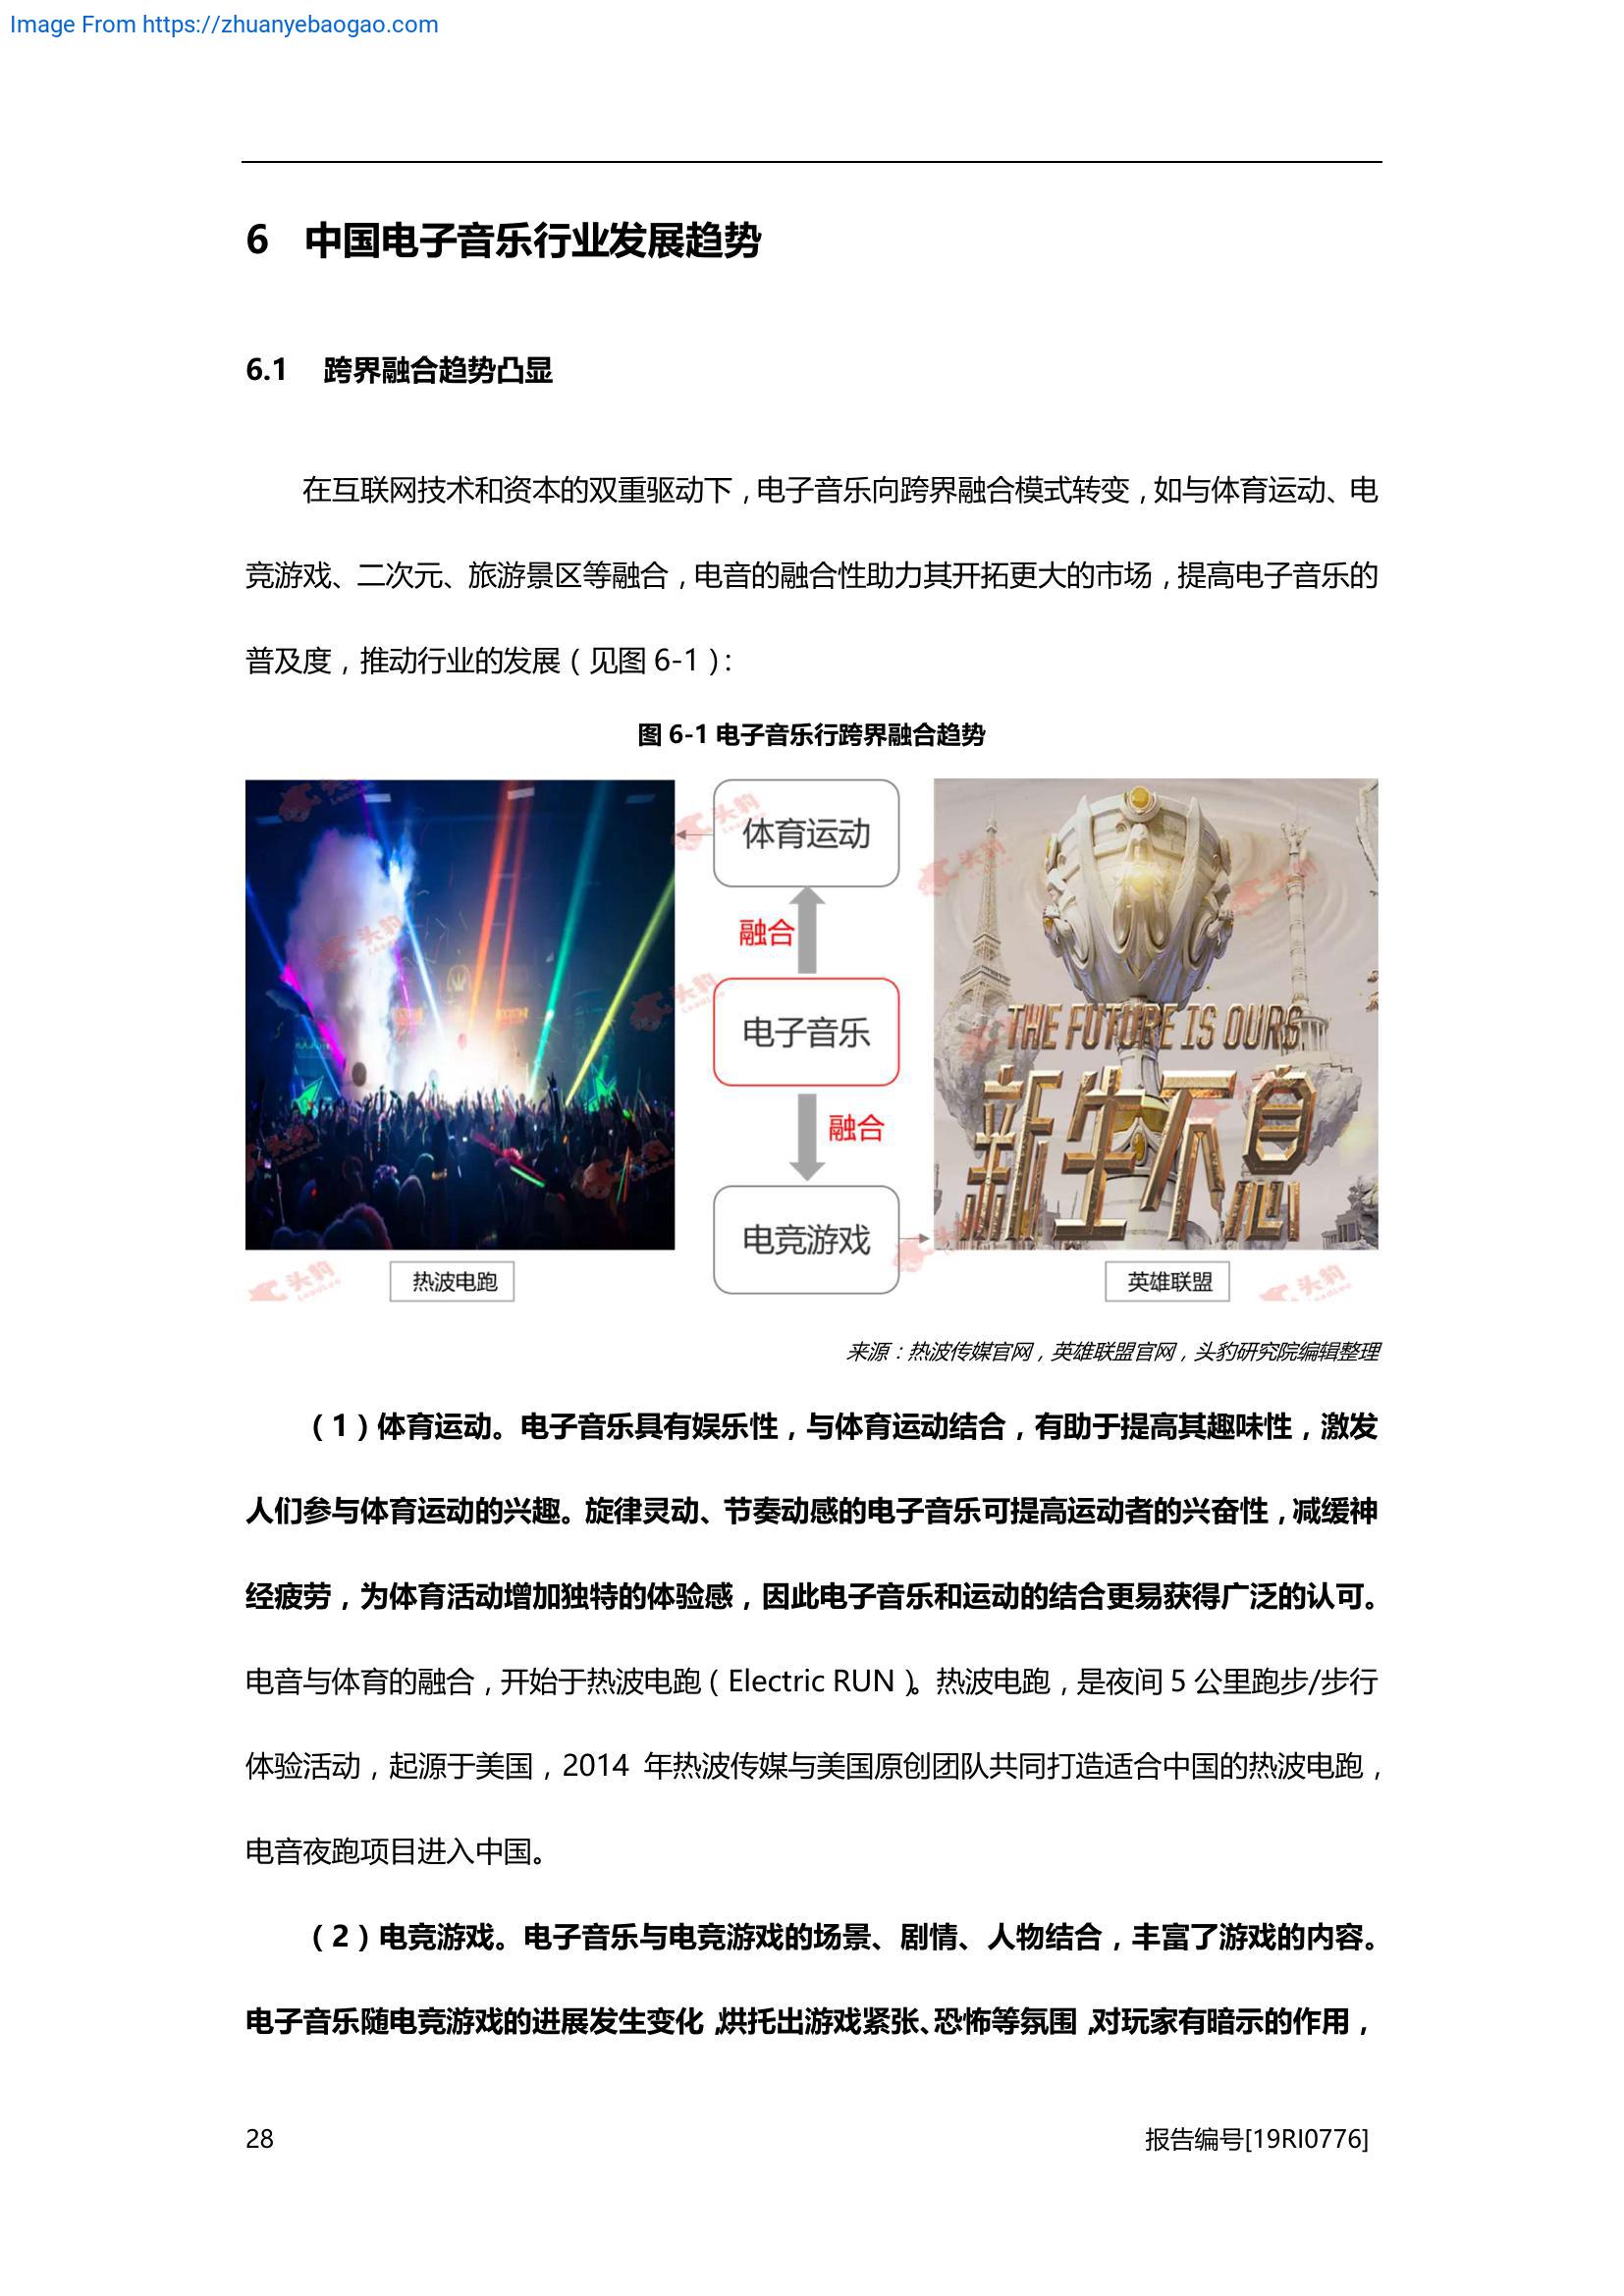 Image From https://zhuanyebaogao.com
6 中国电子音乐行业发展趋势
6.1 跨界融合趋势凸显
在互联网技术和资本的双重驱动下，电子音乐向跨界融合模式转变，如与体育运动、电
竞游戏、二次元、旅游景区等融合，电音的融合性助力其开拓更大的市场，提高电子音乐的
普及度，推动行业的发展（见图 6-1）：
图 6-1 电子音乐行跨界融合趋势
体育运动
融合
电子音乐
融合
电竞游戏
THE FUTURE IS OURS
新生不息
热波电跑
英雄联盟
头豹
LeadLeo
来源：热波传媒官网，英雄联盟官网，头豹研究院编辑整理
（1）体育运动。电子音乐具有娱乐性，与体育运动结合，有助于提高其趣味性，激发
人们参与体育运动的兴趣。旋律灵动、节奏动感的电子音乐可提高运动者的兴奋性，减缓神
经疲劳，为体育活动增加独特的体验感，因此电子音乐和运动的结合更易获得广泛的认可。
电音与体育的融合，开始于热波电跑（Electric RUN）。热波电跑，是夜间 5 公里跑步/步行
体验活动，起源于美国，2014 年热波传媒与美国原创团队共同打造适合中国的热波电跑，
电音夜跑项目进入中国。
（2）电竞游戏。电子音乐与电竞游戏的场景、剧情、人物结合，丰富了游戏的内容。
电子音乐随电竞游戏的进展发生变化，烘托出游戏紧张、恐怖等氛围，对玩家有暗示的作用，
28
报告编号[19RI0776]